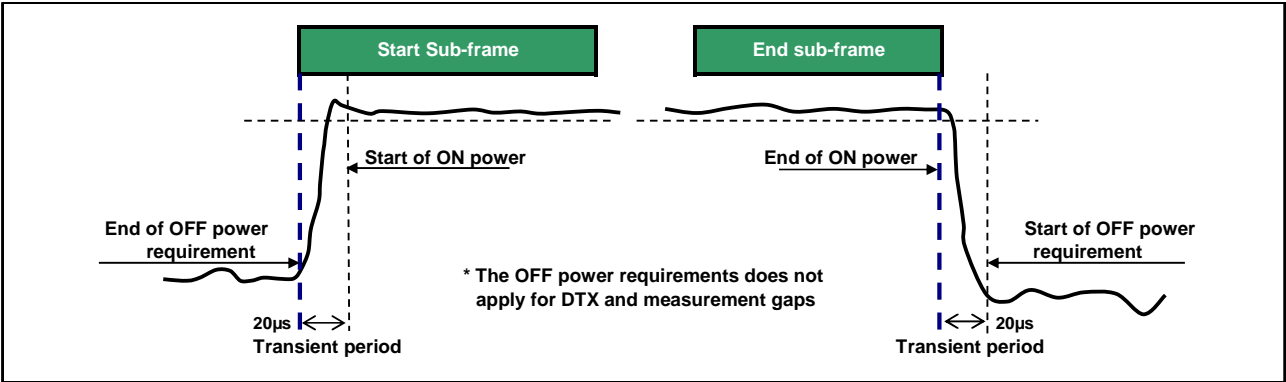 Start Sub-frame
End sub-frame
Start of ON power
End of ON power
End of OFF power
requirement
Start of OFF power
requirement
* The OFF power requirements does not
apply for DTX and measurement gaps
20µs
Transient period
20µs
Transient period